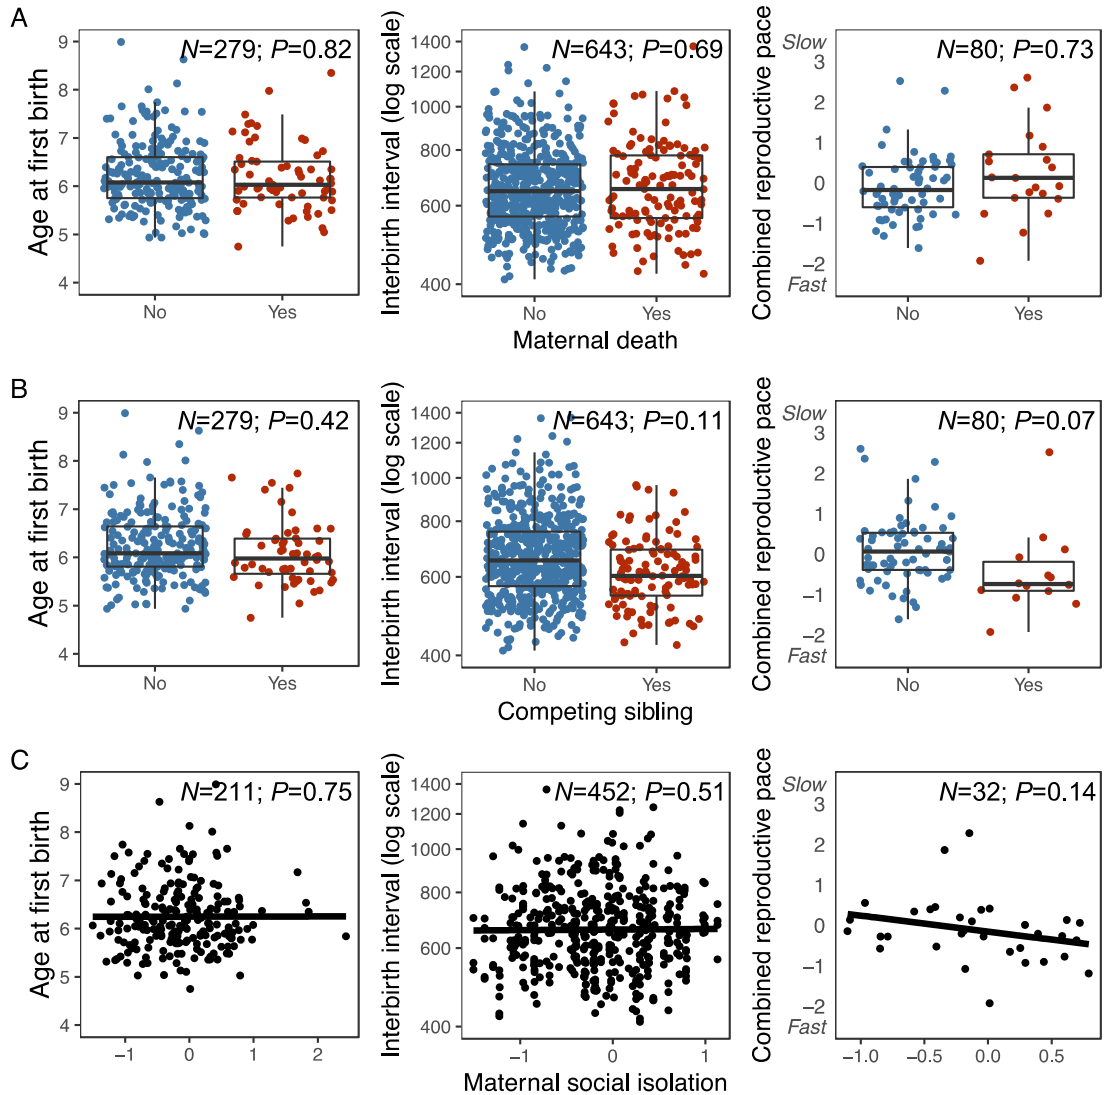 A
Age at first birth
N=279; P=0.82
9
8
7
6
5
4
No
Yes
Interbirth interval (log scale)
N=643; P=0.69
1400
1200
1000
800
600
400
No
Yes
Maternal death
Combined reproductive pace
N=80; P=0.73
Slow
3
2
1
0
−1
−2
Fast
No
Yes
B
Age at first birth
N=279; P=0.42
9
8
7
6
5
4
No
Yes
Interbirth interval (log scale)
N=643; P=0.11
1400
1200
1000
800
600
400
No
Yes
Competing sibling
Combined reproductive pace
N=80; P=0.07
Slow
3
2
1
0
−1
−2
Fast
No
Yes
C
Age at first birth
N=211; P=0.75
9
8
7
6
5
4
−1
0
1
2
Interbirth interval (log scale)
N=452; P=0.51
1400
1200
1000
800
600
400
−1
0
1
Maternal social isolation
Combined reproductive pace
N=32; P=0.14
Slow
3
2
1
0
−1
−2
Fast
−1.0
−0.5
0.0
0.5